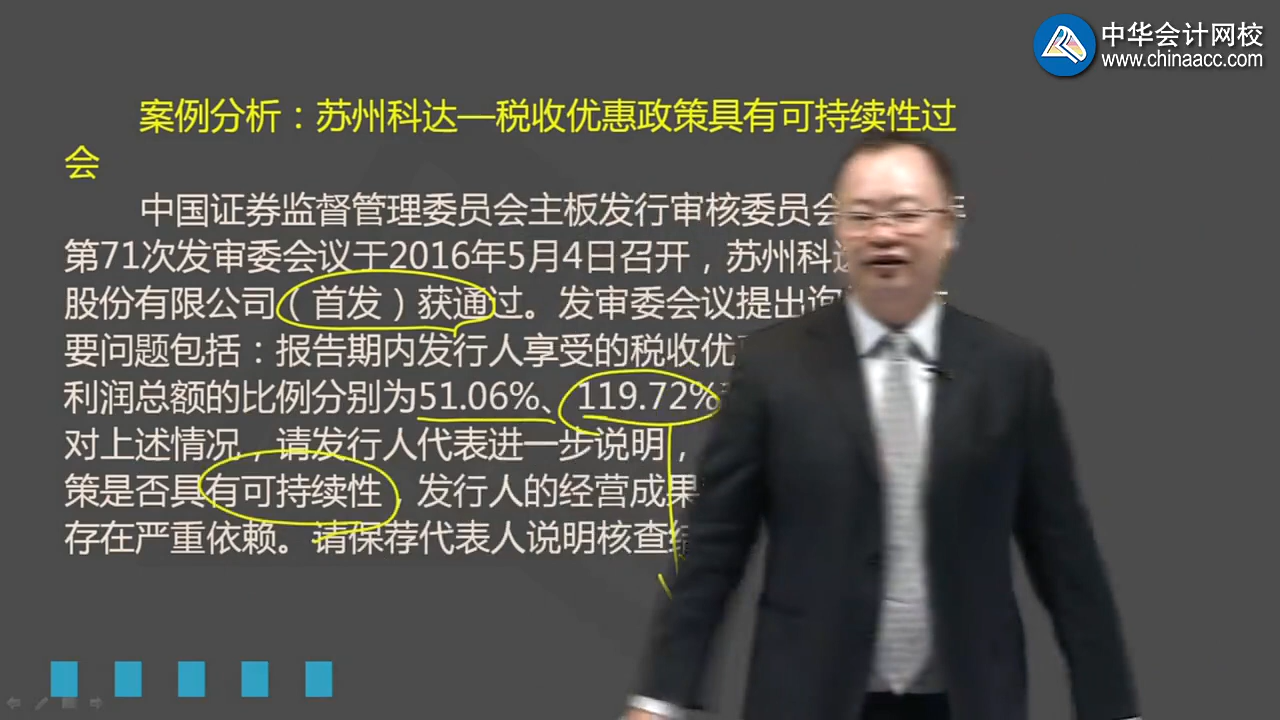 中华会计网校
www.chinaacc.com
案例分析：苏州科达—税收优惠政策具有可持续性过
会
中国证券监督管理委员会主板发行审核委员会
第71次发审委会议于2016年5月4日召开，苏州科达
股份有限公司（首发）获通过。发审委会议提出询
要问题包括：报告期内发行人享受的税收优
利润总额的比例分别为51.06%、119.72%
对上述情况，请发行人代表进一步说明，
策是否具有可持续性，发行人的经营成果
存在严重依赖。请保荐代表人说明核查结